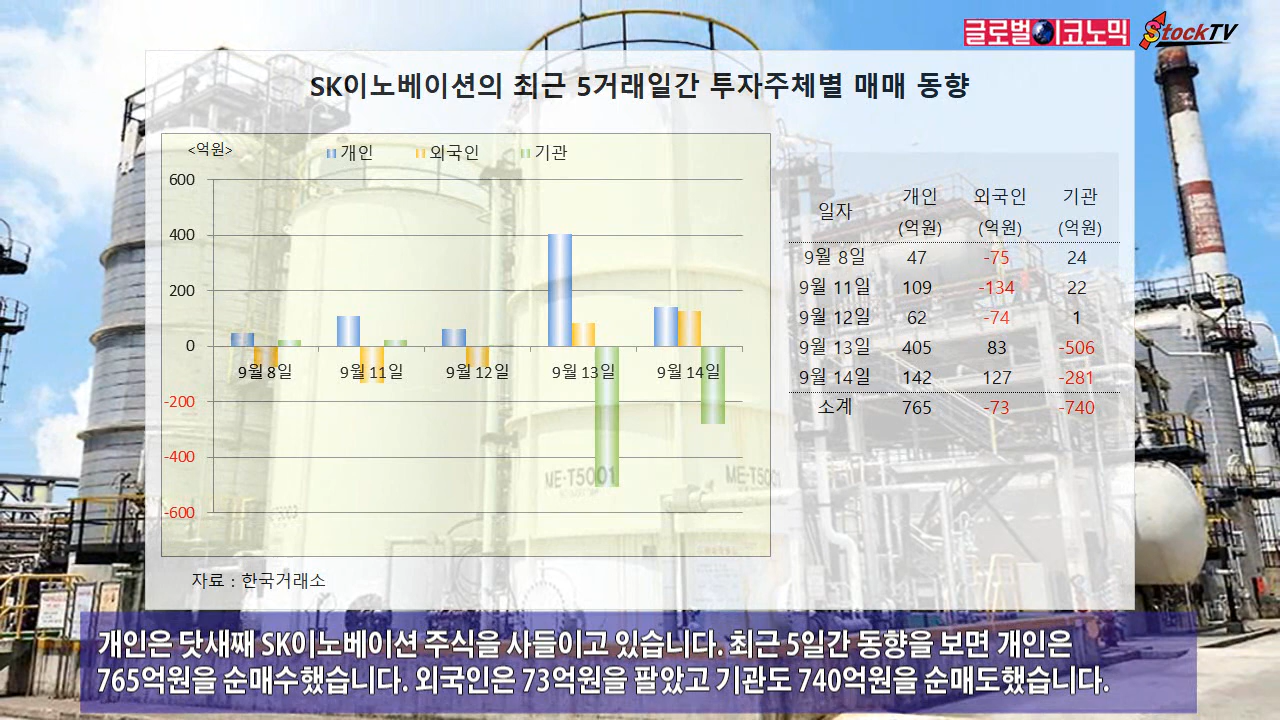 글로벌이코노믹 StockTV
SK이노베이션의 최근 5거래일간 투자주체별 매매 동향
<억원>
개인 외국인 기관
600
400
200
0
-200
-400
-600
9월 8일 9월 11일 9월 12일 9월 13일 9월 14일
일자 개인 외국인 기관
(억원) (억원) (억원)
9월 8일 47 -75 24
9월 11일 109 -134 22
9월 12일 62 -74 1
9월 13일 405 83 -506
9월 14일 142 127 -281
소계 765 -73 -740
ME-T5001 ME-T5001
자료 : 한국거래소
개인은 닷새째 SK이노베이션 주식을 사들이고 있습니다. 최근 5일간 동향을 보면 개인은
765억원을 순매수했습니다. 외국인은 73억원을 팔았고 기관도 740억원을 순매도했습니다.